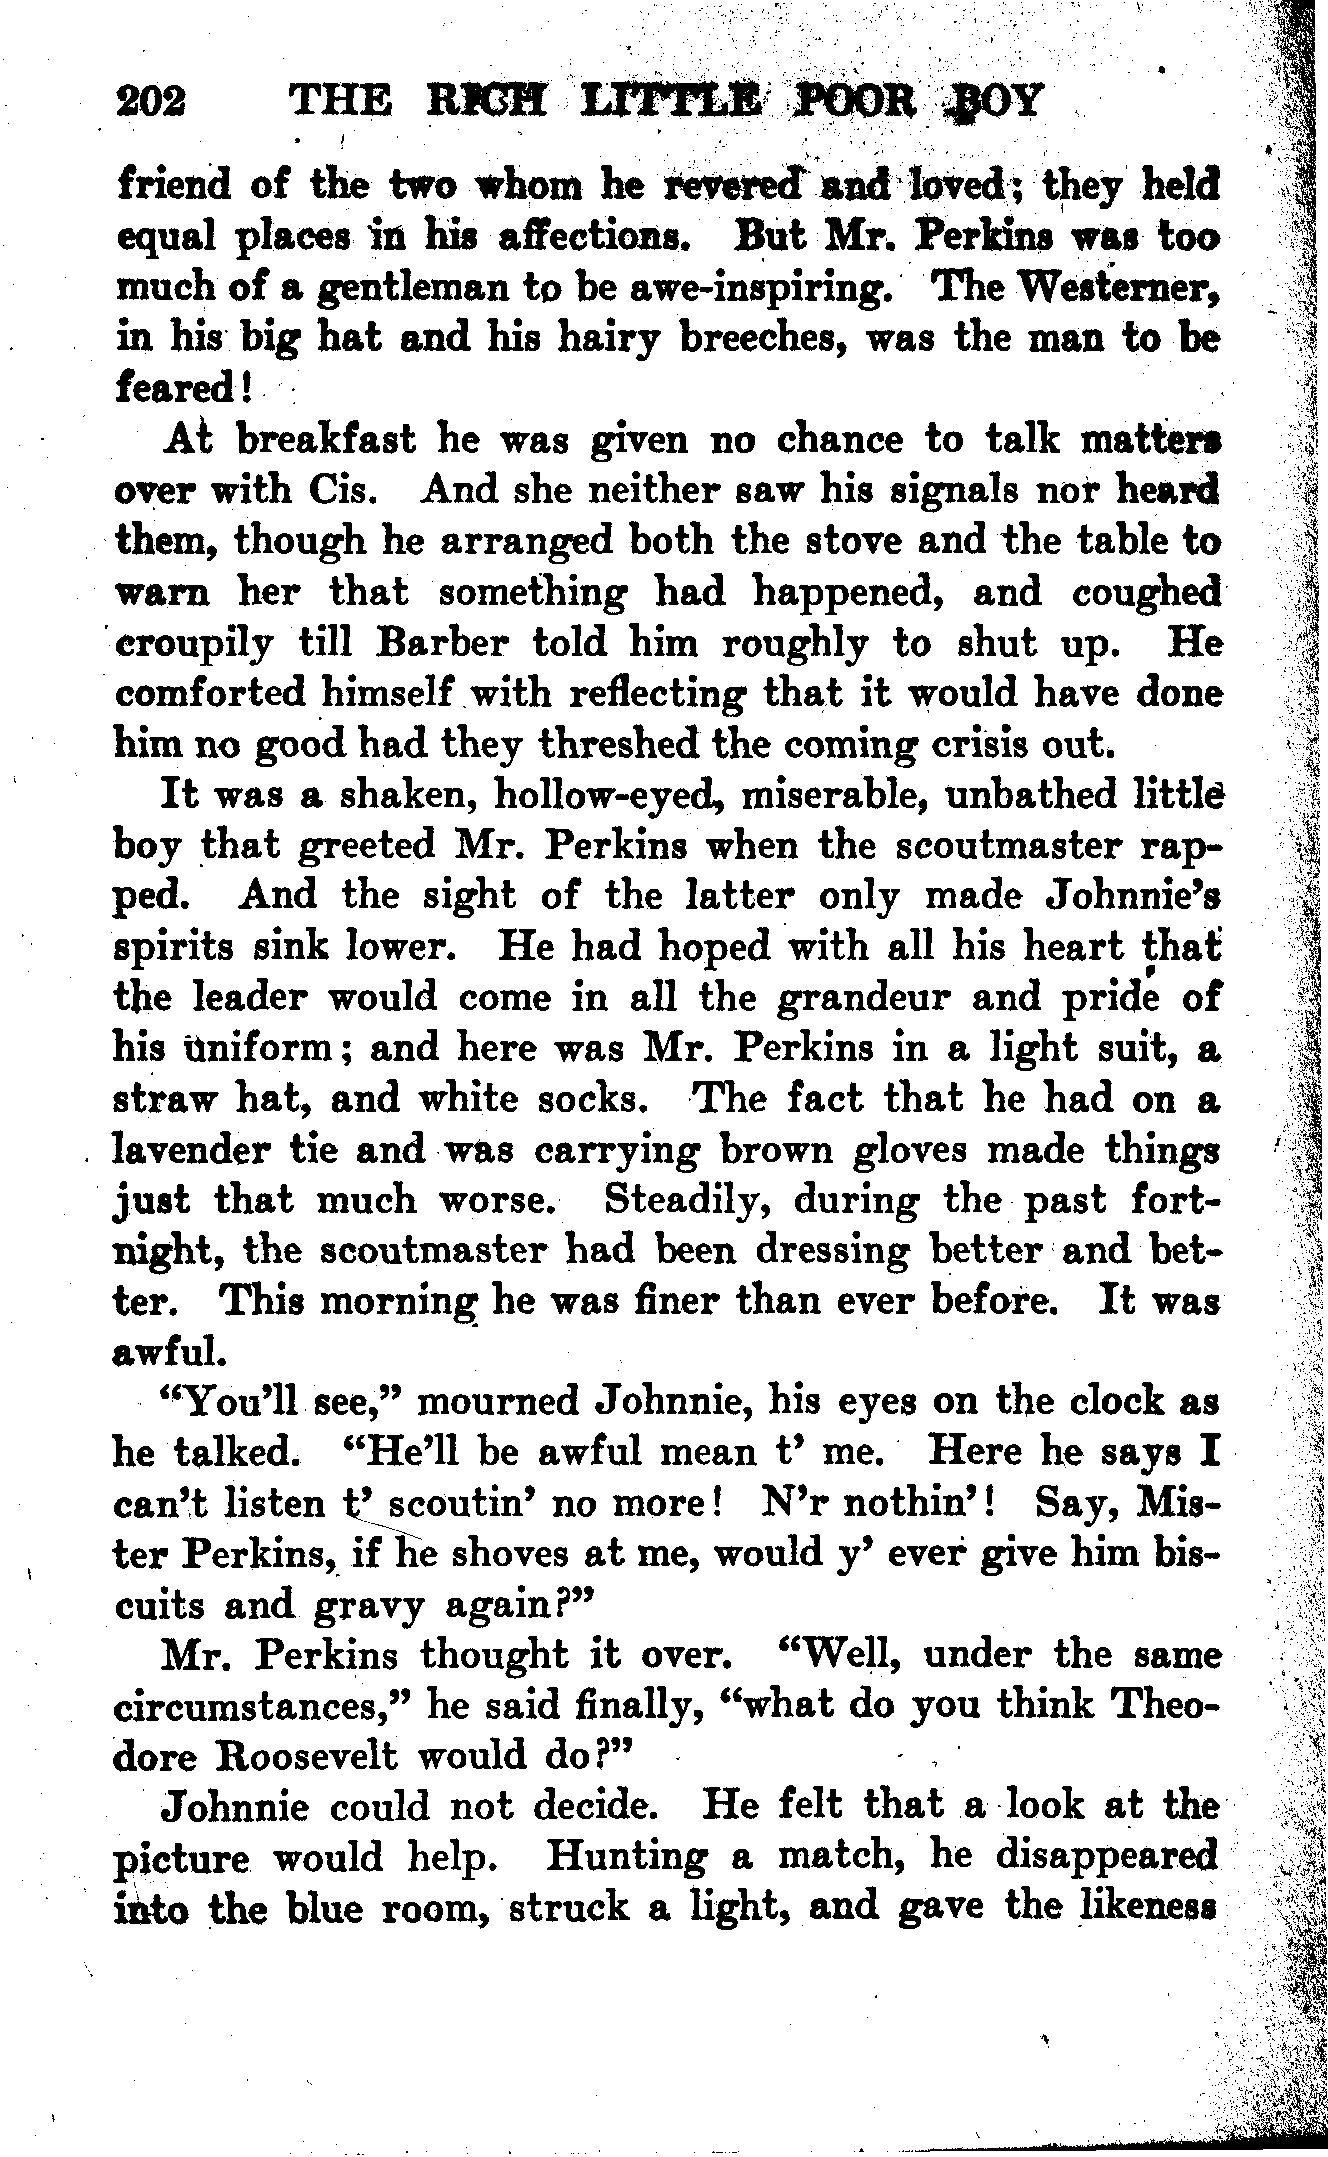 202 THE RICH LITTLE POOR BOY
friend of the two whom he revered and loved; they held
equal places in his affections. But Mr. Perkins was too
much of a gentleman to be awe-inspiring. The Westerner,
in his big hat and his hairy breeches, was the man to be
feared!
At breakfast he was given no chance to talk matters
over with Cis. And she neither saw his signals nor heard
them, though he arranged both the stove and the table to
warn her that something had happened, and coughed
croupily till Barber told him roughly to shut up. He
comforted himself with reflecting that it would have done
him no good had they threshed the coming crisis out.
It was a shaken, hollow-eyed, miserable, unbathed little
boy that greeted Mr. Perkins when the scoutmaster rap-
ped. And the sight of the latter only made Johnnie's
spirits sink lower. He had hoped with all his heart that
the leader would come in all the grandeur and pride of
his uniform; and here was Mr. Perkins in a light suit, a
straw hat, and white socks. The fact that he had on a
lavender tie and was carrying brown gloves made things
just that much worse. Steadily, during the past fort-
night, the scoutmaster had been dressing better and bet-
ter. This morning he was finer than ever before. It was
awful.
"You'll see," mourned Johnnie, his eyes on the clock as
he talked. "He'll be awful mean t' me. Here he says I
can't listen t' scoutin' no more! N'r nothin'! Say, Mis-
ter Perkins, if he shoves at me, would y' ever give him bis-
cuits and gravy again?"
Mr. Perkins thought it over. "Well, under the same
circumstances," he said finally, "what do you think Theo-
dore Roosevelt would do?"
Johnnie could not decide. He felt that a look at the
picture would help. Hunting a match, he disappeared
into the blue room, struck a light, and gave the likeness